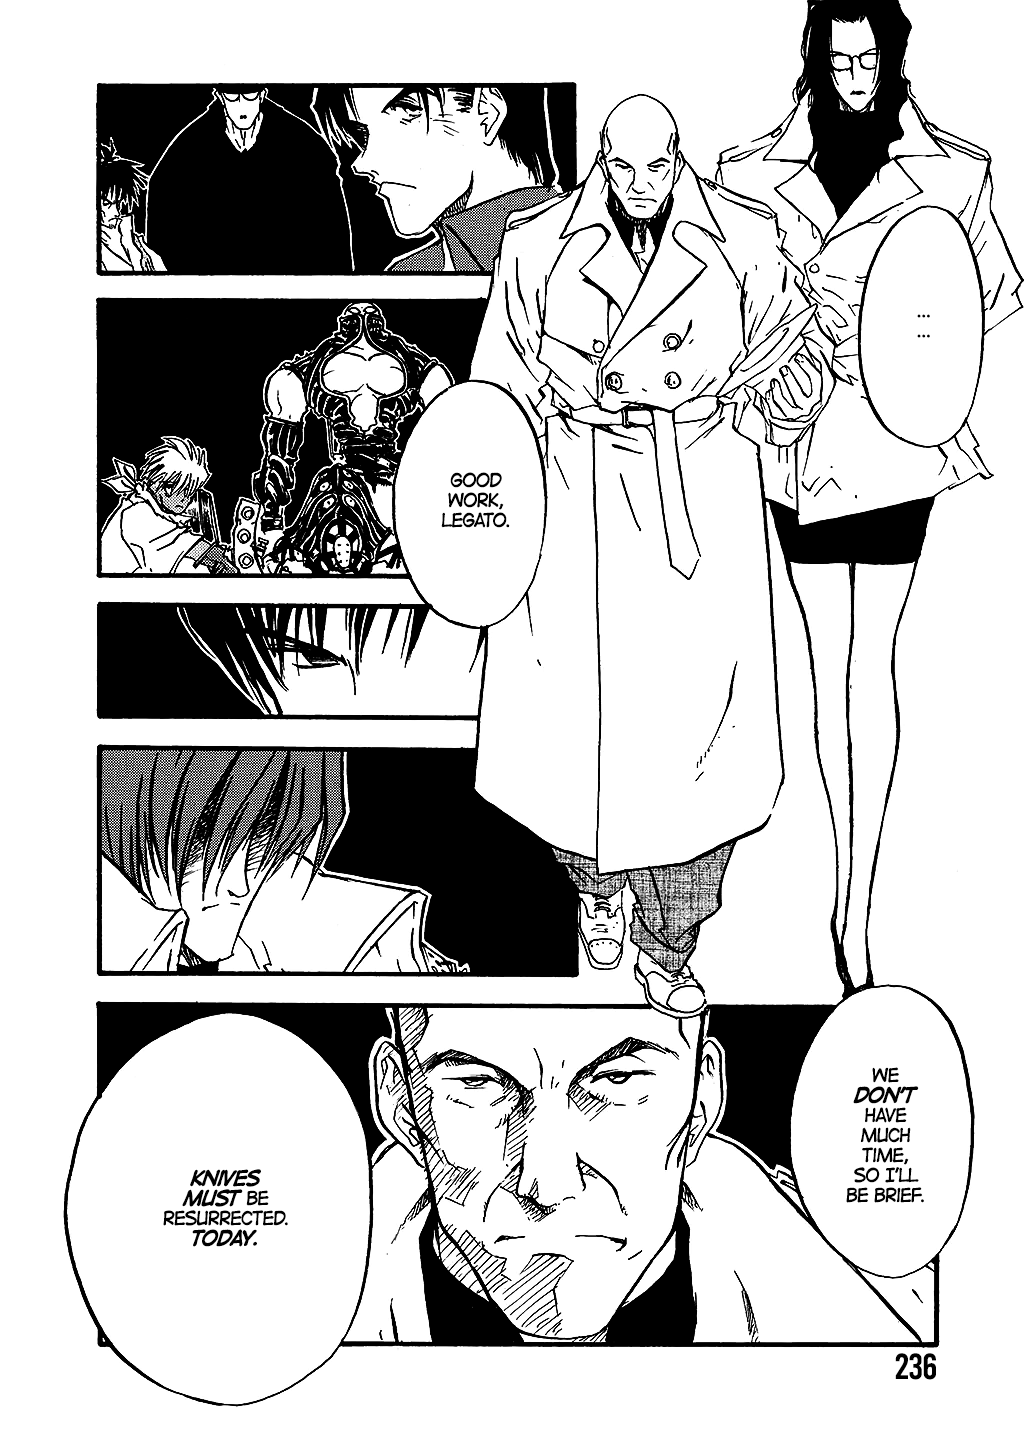 ...
...
GOOD
WORK,
LEGATO.
WE
DON'T
HAVE
MUCH
TIME,
SO I'LL
BE BRIEF.
KNIVES
MUST BE
RESURRECTED.
TODAY.
236